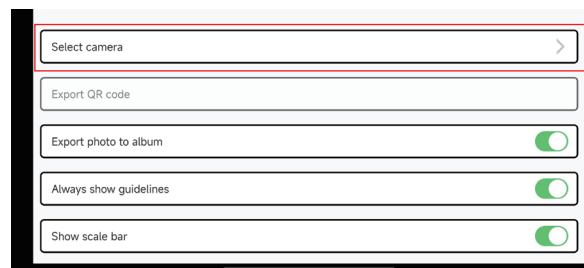 Select camera
Export QR code
Export photo to album
Always show guidelines
Show scale bar